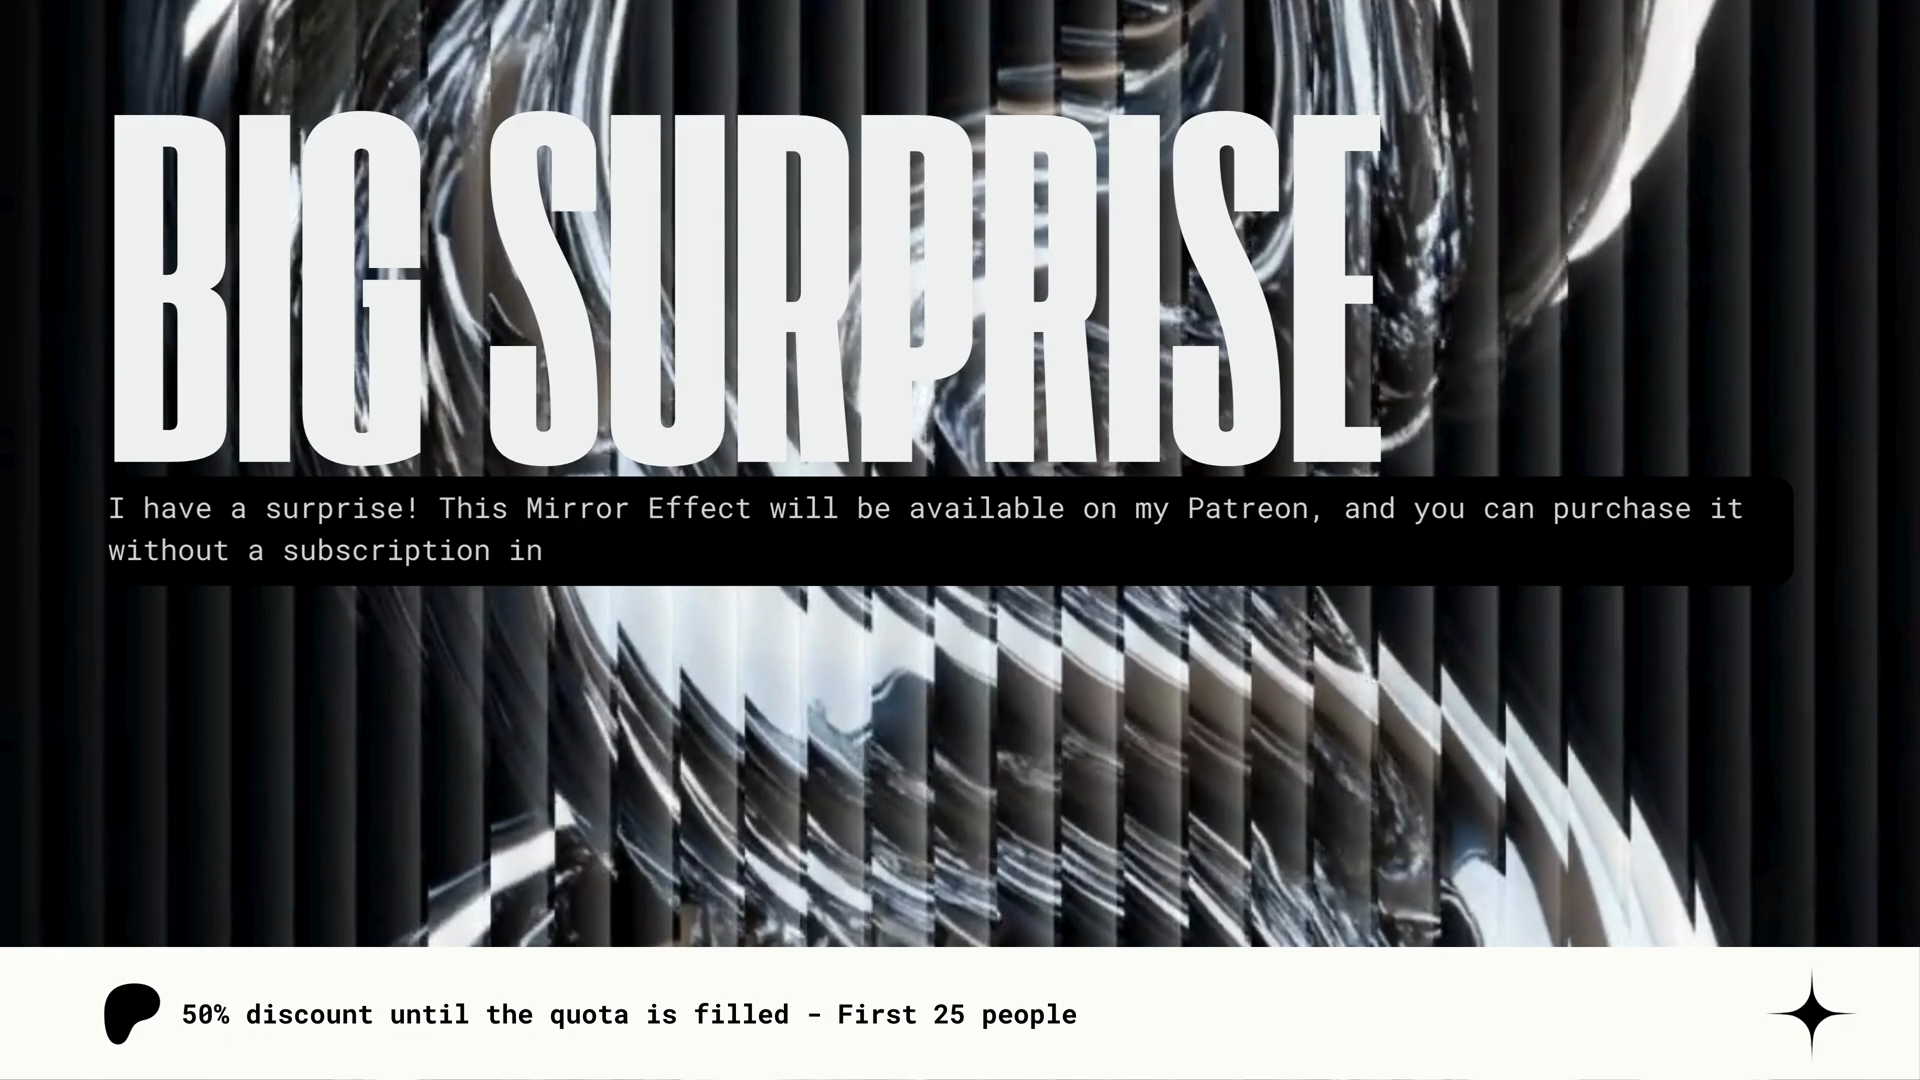 BIG SURPRISE
I have a surprise! This Mirror Effect will be available on my Patreon, and you can purchase it
without a subscription in
50% discount until the quota is filled - First 25 people